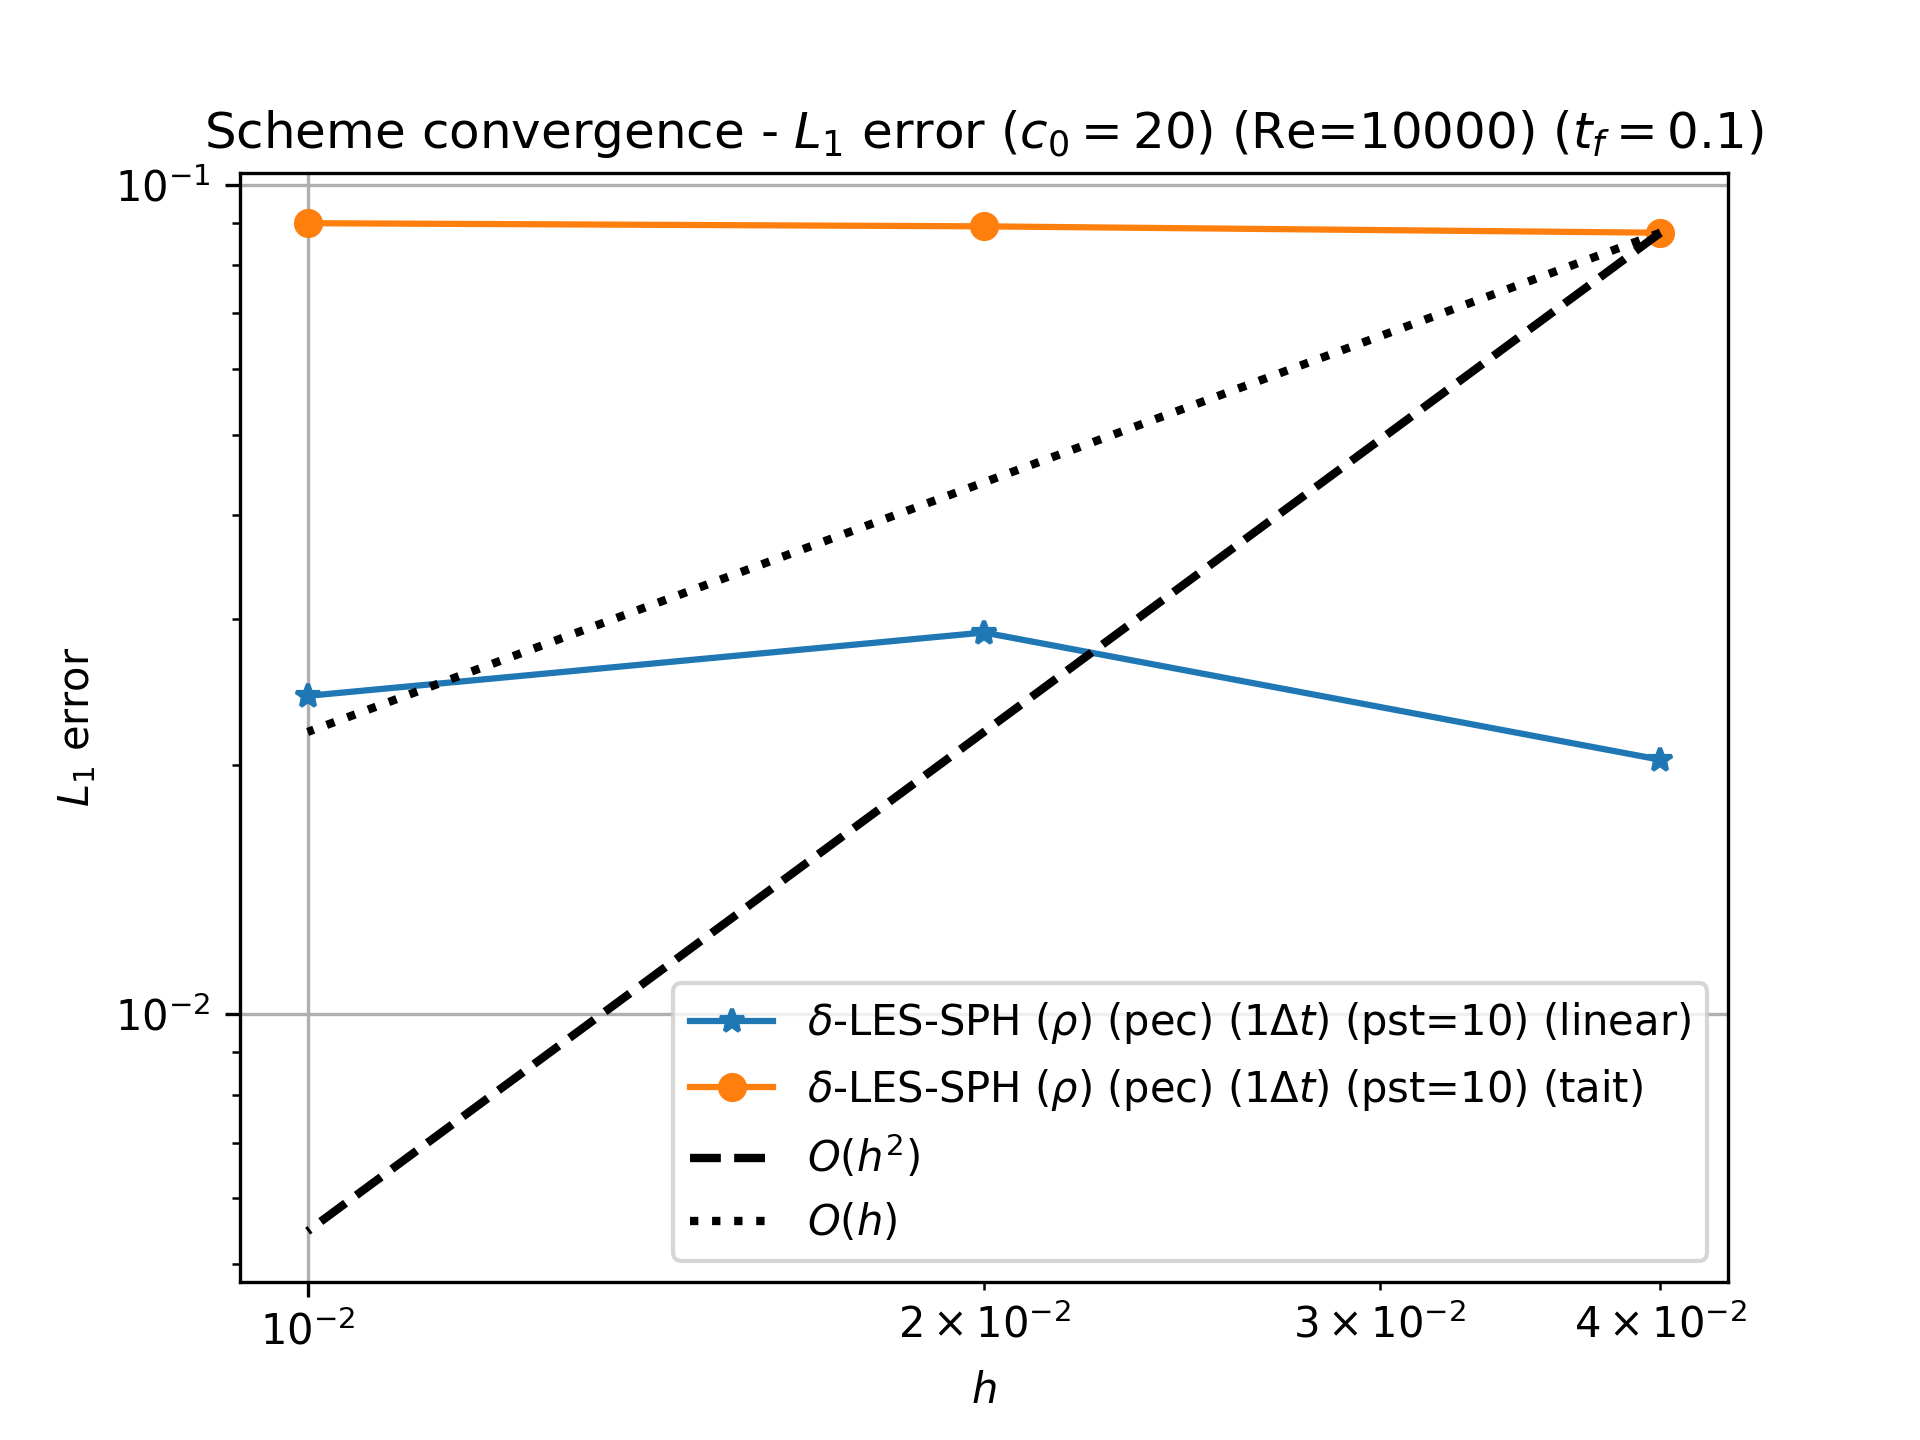 Scheme convergence - $L_1$ error ($c_0 = 20$) (Re=10000) ($t_f = 0.1$)
$10^{-1}$
$L_1$ error
$10^{-2}$
δ-LES-SPH (ρ) (pec) (1Δt) (pst=10) (linear)
δ-LES-SPH (ρ) (pec) (1Δt) (pst=10) (tait)
$O(h^2)$
$O(h)$
$10^{-2}$ $2 \times 10^{-2}$ $3 \times 10^{-2}$ $4 \times 10^{-2}$
$h$